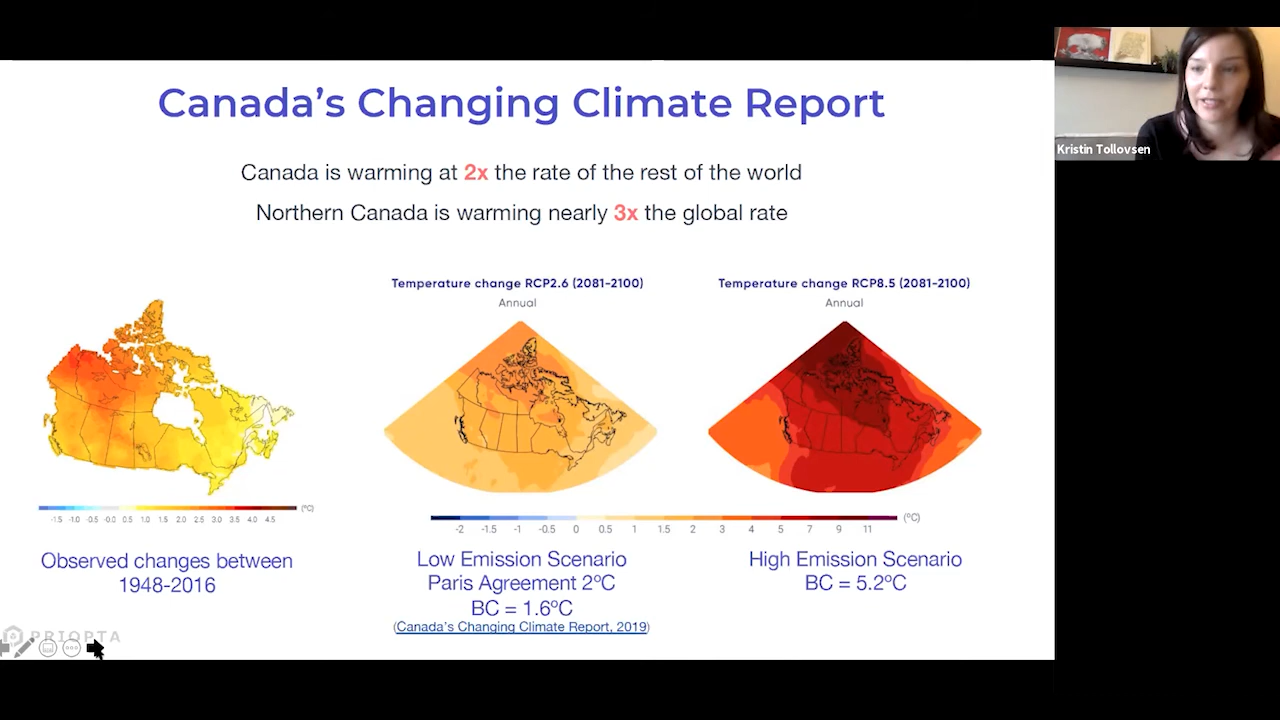 Canada's Changing Climate Report
Canada is warming at 2x the rate of the rest of the world
Northern Canada is warming nearly 3x the global rate
Temperature change RCP2.6 (2081-2100)
Annual
Temperature change RCP8.5 (2081-2100)
Annual
-1.5 -1.0 -0.5 -0.0 0.5 1.0 1.5 2.0 2.5 3.0 3.5 4.0 4.5 (°C)
-2 -1.5 -1 -0.5 0 0.5 1 1.5 2 3 4 5 7 9 11 (°C)
Observed changes between
1948-2016
Low Emission Scenario
Paris Agreement 2ºC
BC = 1.6ºC
(Canada's Changing Climate Report, 2019)
High Emission Scenario
BC = 5.2ºC
PRIOPTA
Kristin Tollovsen